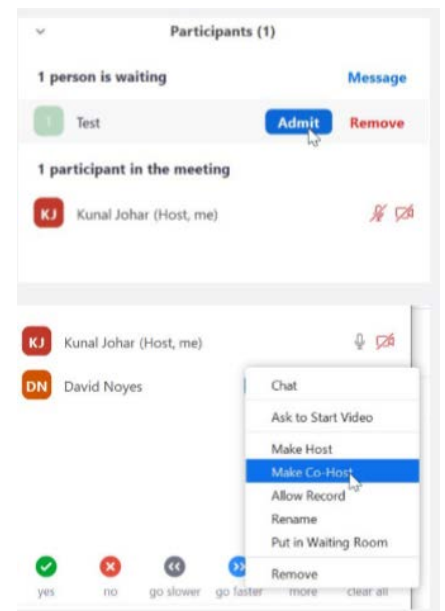 Participants (1)
1 person is waiting Message
1 Test Admit Remove
1 participant in the meeting
KJ Kunal Johar (Host, me)
KJ Kunal Johar (Host, me)
DN David Noyes
Chat
Ask to Start Video
Make Host
Make Co-Host
Allow Record
Rename
Put in Waiting Room
Remove
yes no go slower go faster more clear all